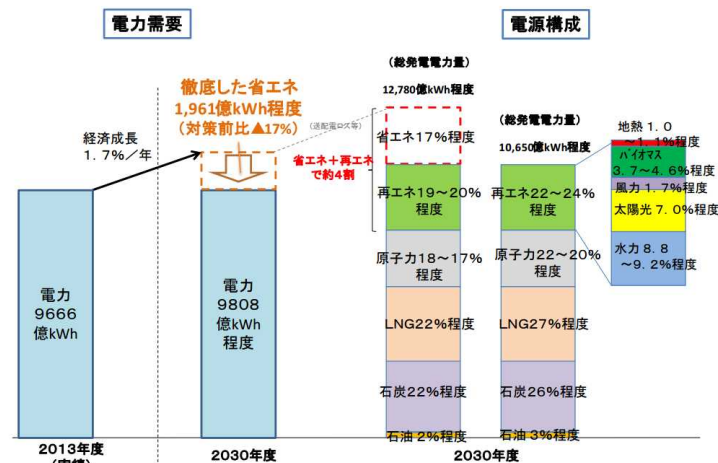 電力需要
電源構成
徹底した省エネ
1,961億kWh程度
(対策前比▲17%)
経済成長
1.7%/年
(送配電ロス等)
電力
9666
億kWh
電力
9808
億kWh
程度
2013年度
(実績)
2030年度
(総発電電力量)
12,780億kWh程度
省エネ17%程度
省エネ+再エネ
で約4割
再エネ19~20%
程度
原子力18~17%
程度
LNG22%程度
石炭22%程度
石油 2%程度
(総発電電力量)
10,650億kWh程度
再エネ22~24%
程度
原子力22~20%
程度
LNG27%程度
石炭26%程度
石油 3%程度
2030年度
地熱 1.0
~1.1%程度
バイオマス
3.7~4.6%程度
風力 1.7%程度
太陽光 7.0%程度
水力 8.8
~9.2%程度